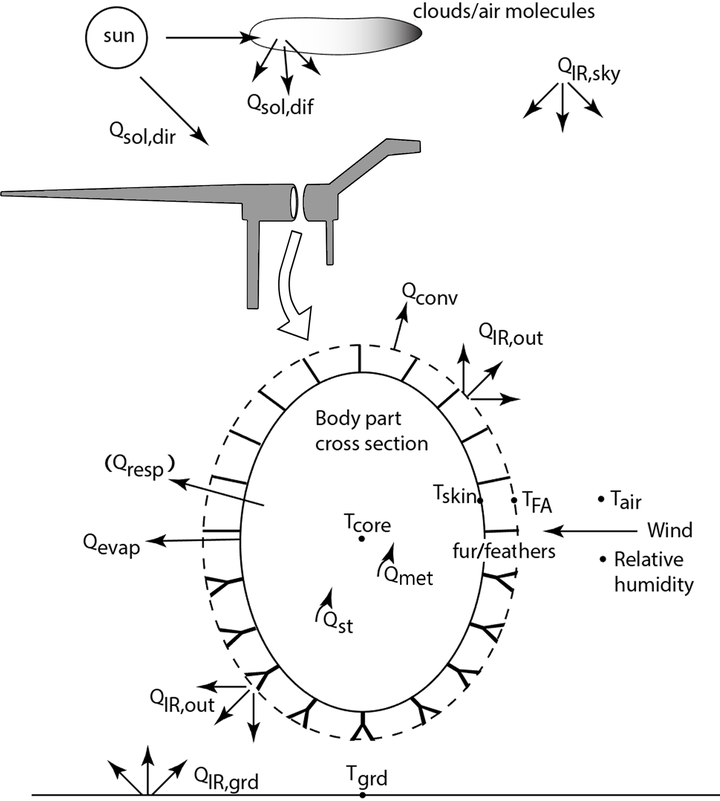 clouds/air molecules
sun
Qsol,dif
QIR,sky
Qsol,dir
Qconv
QIR,out
Body part
cross section
(Qresp)
Tskin
TFA
Tair
Tcore
Wind
Qevap
fur/feathers
Relative
humidity
Qmet
Qst
QIR,out
QIR,grd
Tgrd